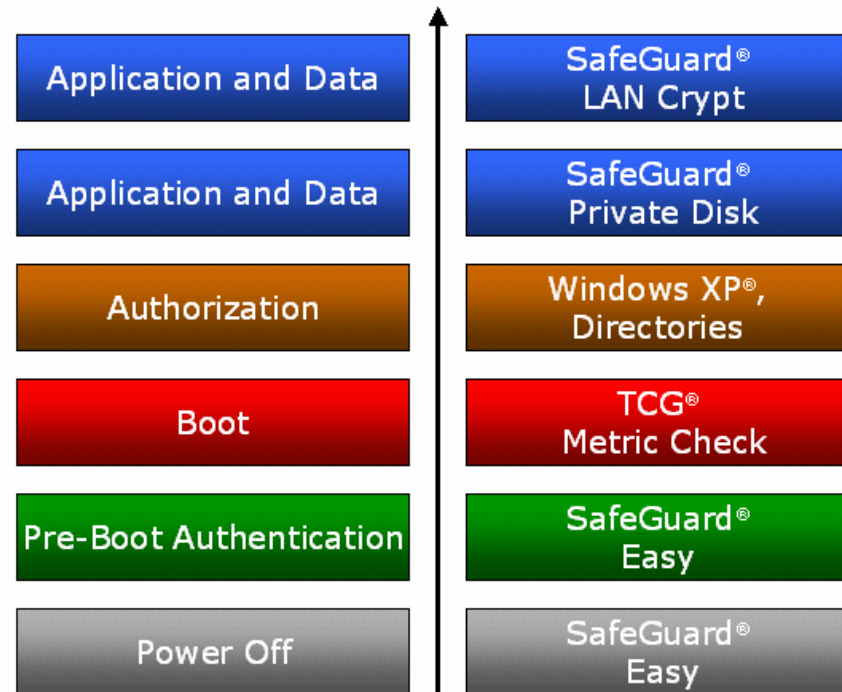 Application and Data
SafeGuard®
LAN Crypt
Application and Data
SafeGuard®
Private Disk
Authorization
Windows XP®,
Directories
Boot
TCG®
Metric Check
Pre-Boot Authentication
SafeGuard®
Easy
Power Off
SafeGuard®
Easy